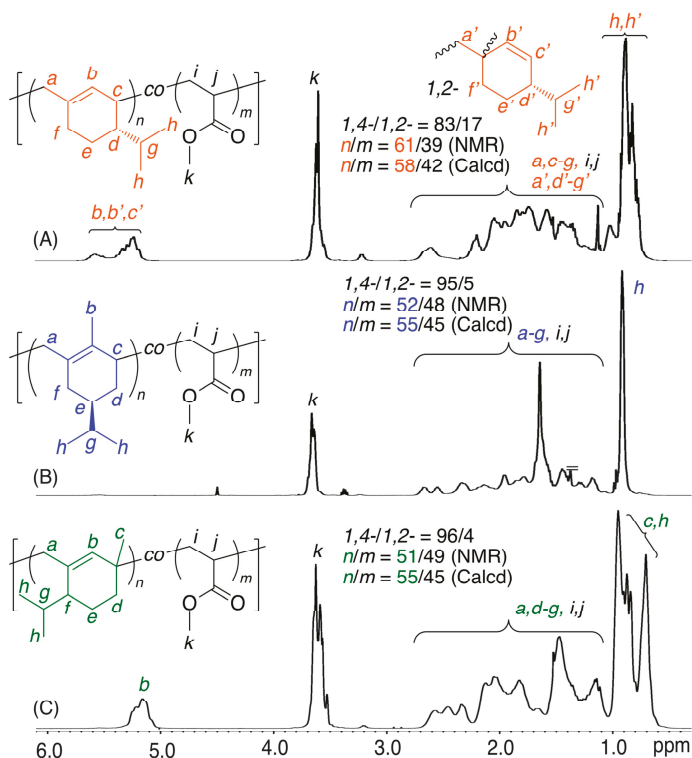 a
b
c
co
i
j
n
m
f
e
d
g
h
h
O
O
k
k
a'
b'
c'
1,2-
f'
e'
d'
g'
h'
h'
h,h'
1,4-/1,2- = 83/17
n/m = 61/39 (NMR)
n/m = 58/42 (Calcd)
a,c-g, i,j
a',d'-g'
b,b',c'
(A)
b
a
c
co
i
j
n
m
f
e
d
g
h
h
O
O
k
k
1,4-/1,2- = 95/5
n/m = 52/48 (NMR)
n/m = 55/45 (Calcd)
a-g, i,j
h
(B)
a
b
c
co
i
j
n
m
h
g
f
e
d
h
O
O
k
k
1,4-/1,2- = 96/4
n/m = 51/49 (NMR)
n/m = 55/45 (Calcd)
a,d-g, i,j
c,h
b
(C)
6.0 5.0 4.0 3.0 2.0 1.0 ppm